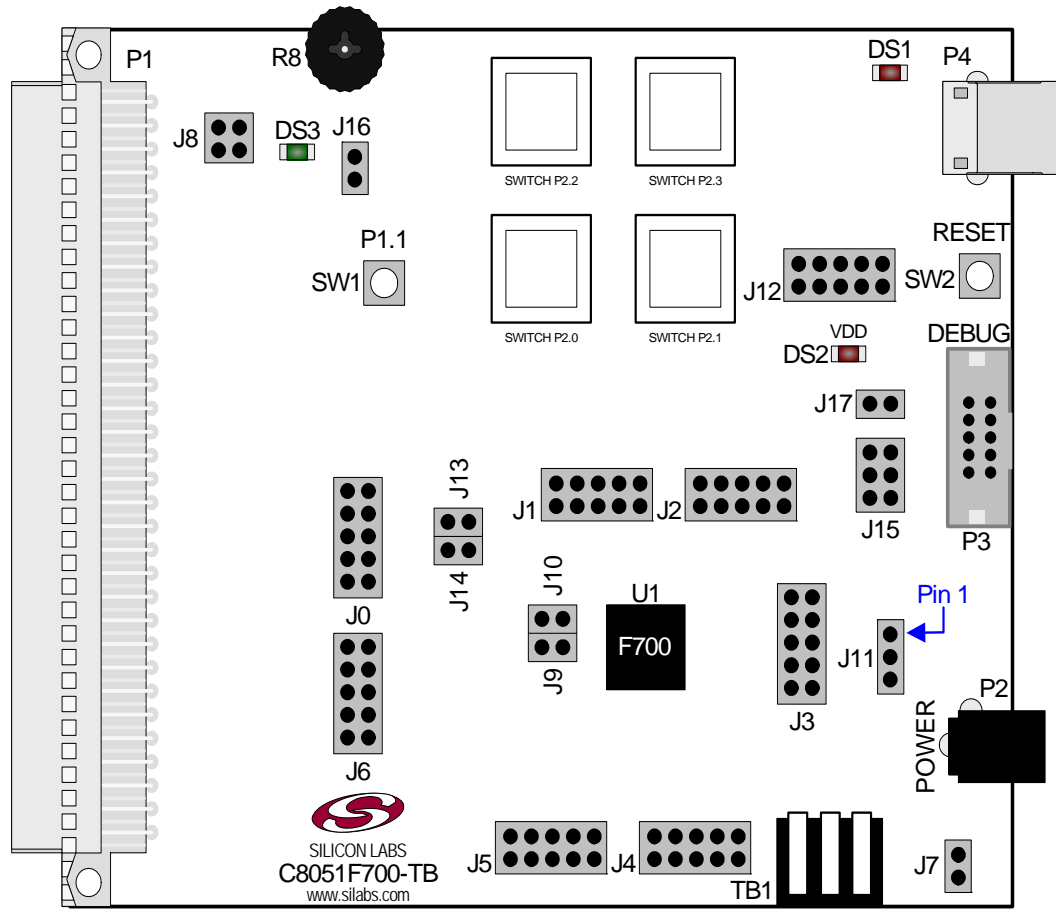 P1
R8
DS1
P4
J8
DS3
J16
SWITCH P2.2
SWITCH P2.3
P1.1
SW1
RESET
SW2
J12
SWITCH P2.0
SWITCH P2.1
VDD
DS2
DEBUG
J17
J13
J1
J2
J15
P3
J14
J10
J0
U1
F700
Pin 1
J9
J11
J3
P2
POWER
J6
SILICON LABS
C8051F700-TB
www.silabs.com
J5
J4
TB1
J7